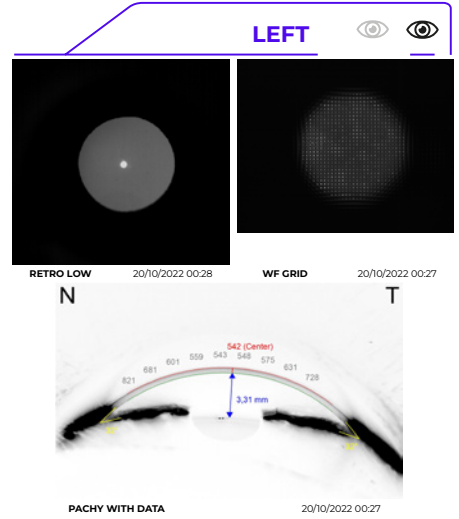 LEFT
RETRO LOW 20/10/2022 00:28
WF GRID 20/10/2022 00:27
N T
542 (Center)
821 681 601 559 543 548 575 631 728
3,31 mm
PACHY WITH DATA 20/10/2022 00:27